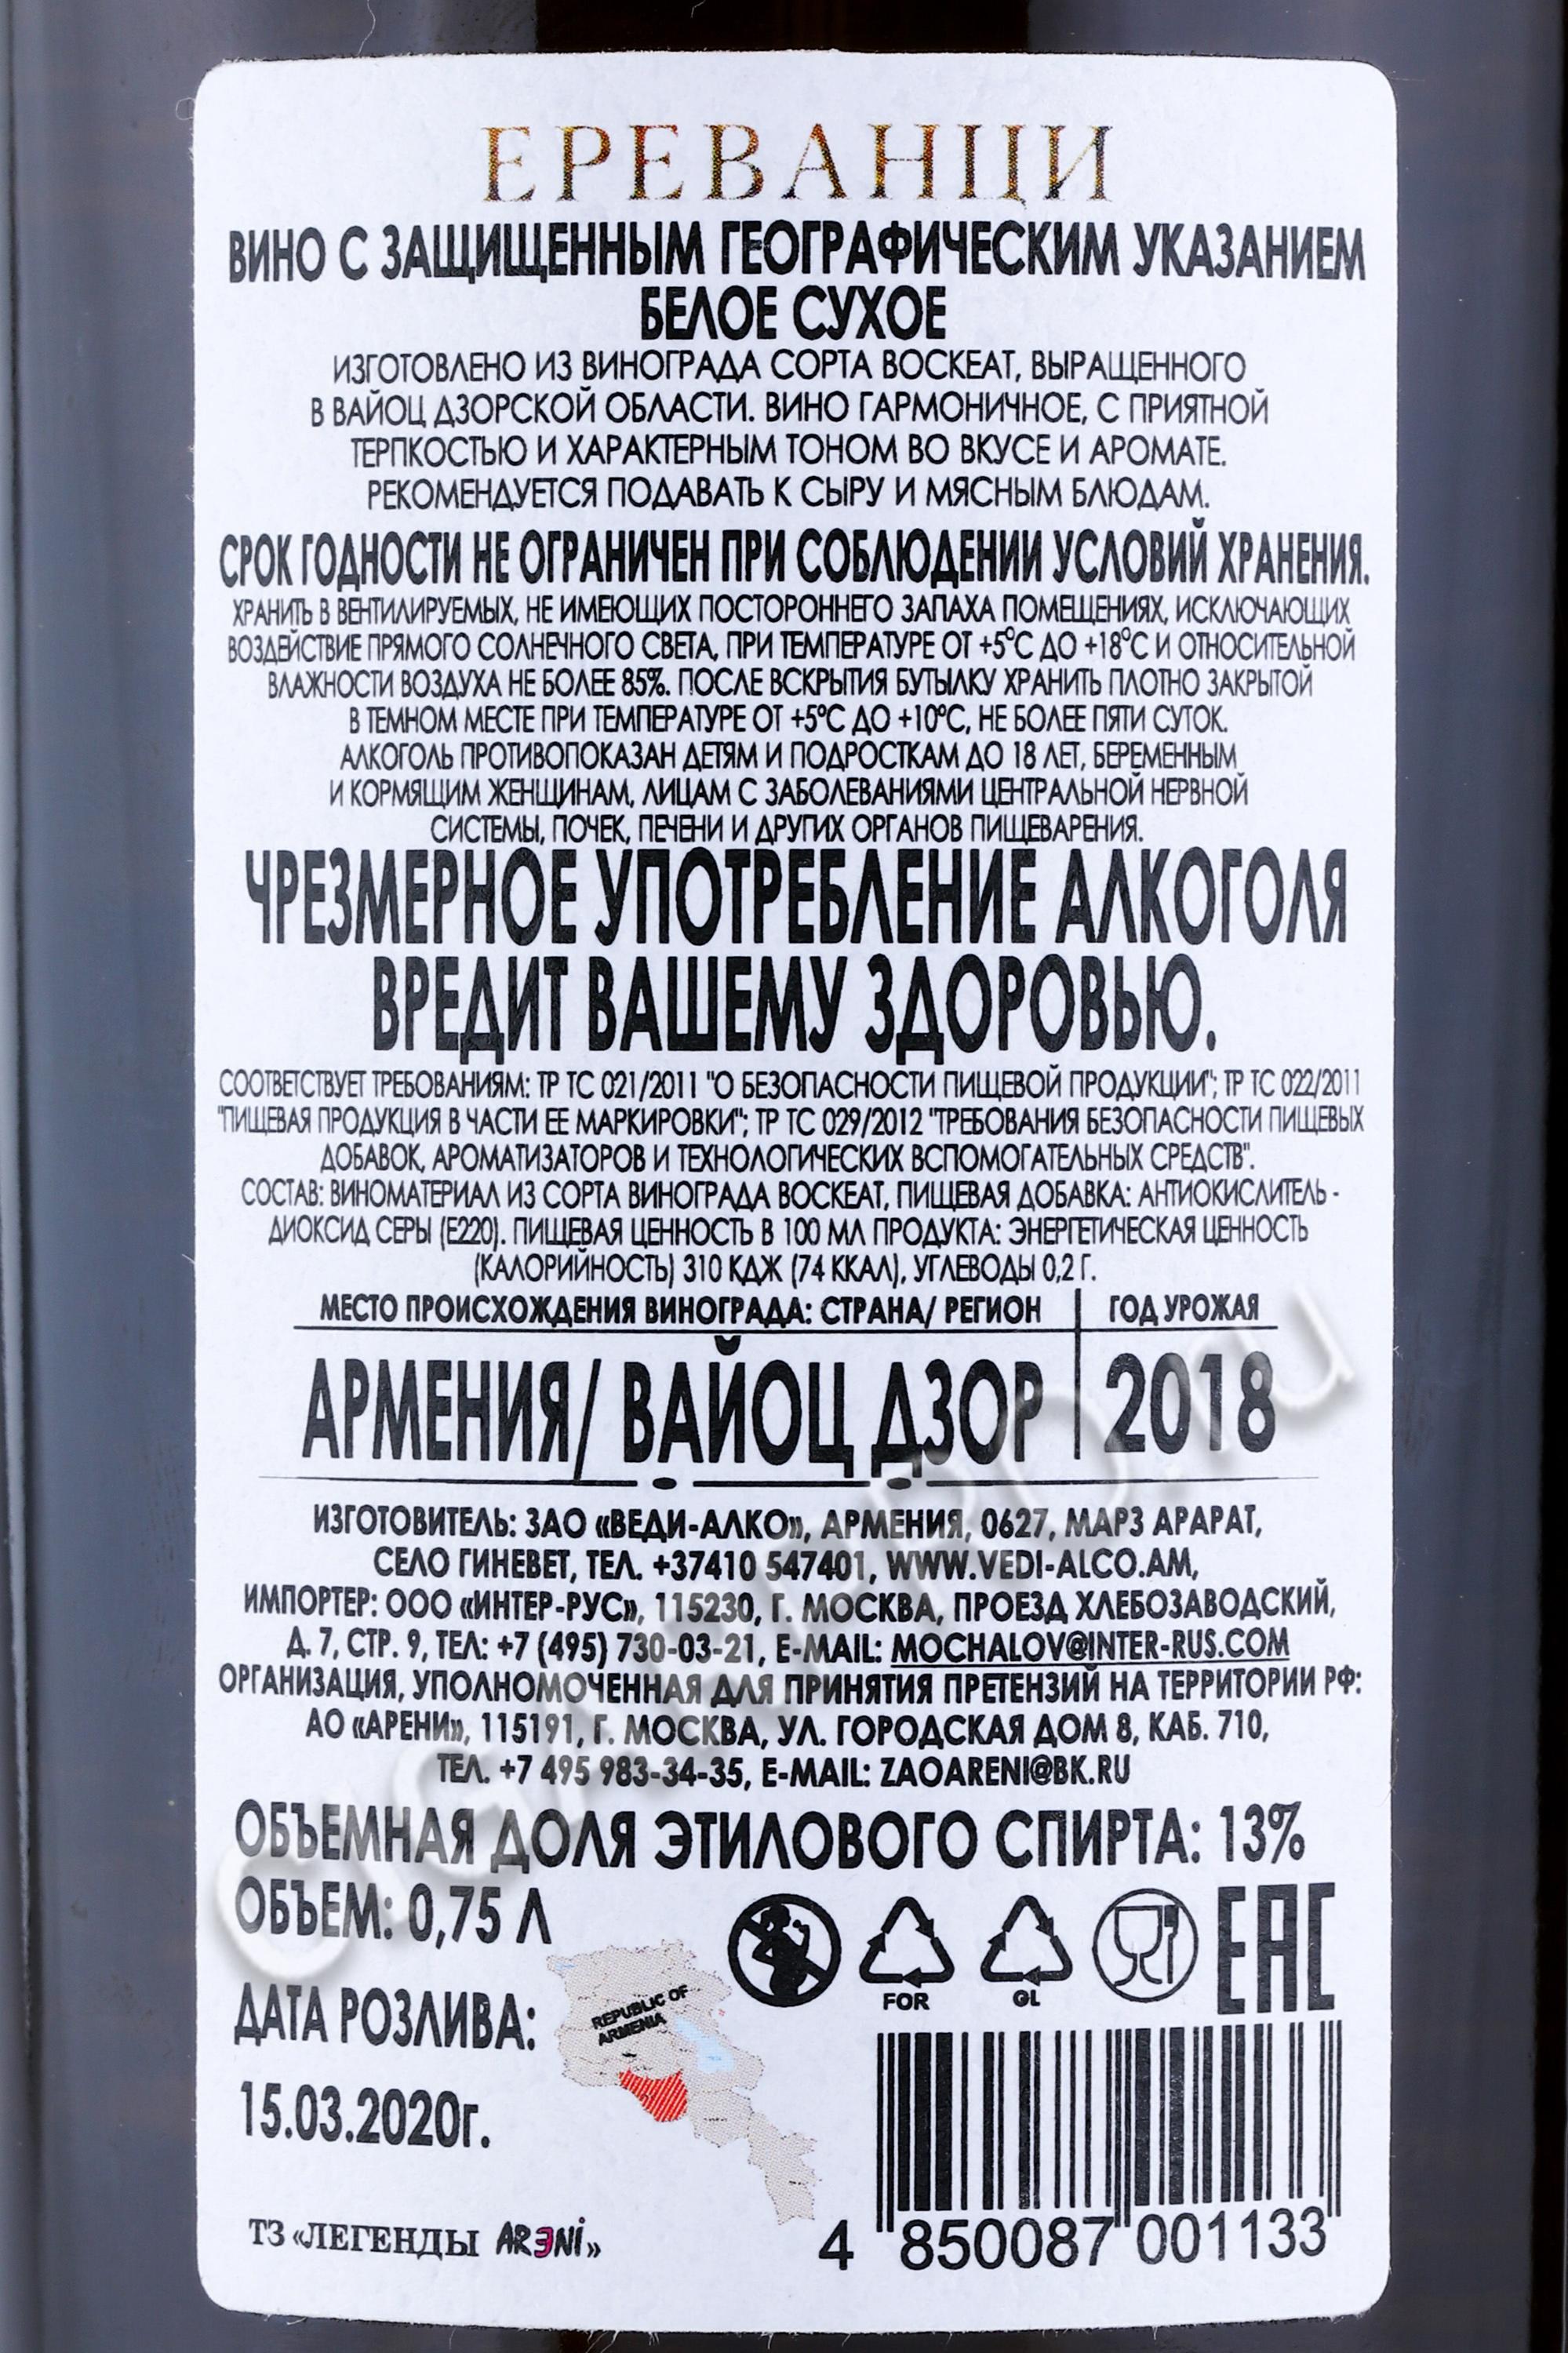 ЕРЕВАНЦИ
ВИНО С ЗАЩИЩЕННЫМ ГЕОГРАФИЧЕСКИМ УКАЗАНИЕМ
БЕЛОЕ СУХОЕ
ИЗГОТОВЛЕНО ИЗ ВИНОГРАДА СОРТА ВОСКЕАТ, ВЫРАЩЕННОГО
В ВАЙОЦ ДЗОРСКОЙ ОБЛАСТИ. ВИНО ГАРМОНИЧНОЕ, С ПРИЯТНОЙ
ТЕРПКОСТЬЮ И ХАРАКТЕРНЫМ ТОНОМ ВО ВКУСЕ И АРОМАТЕ.
РЕКОМЕНДУЕТСЯ ПОДАВАТЬ К СЫРУ И МЯСНЫМ БЛЮДАМ.
СРОК ГОДНОСТИ НЕ ОГРАНИЧЕН ПРИ СОБЛЮДЕНИИ УСЛОВИЙ ХРАНЕНИЯ.
ХРАНИТЬ В ВЕНТИЛИРУЕМЫХ, НЕ ИМЕЮЩИХ ПОСТОРОННЕГО ЗАПАХА ПОМЕЩЕНИЯХ, ИСКЛЮЧАЮЩИХ
ВОЗДЕЙСТВИЕ ПРЯМОГО СОЛНЕЧНОГО СВЕТА, ПРИ ТЕМПЕРАТУРЕ ОТ +5°С ДО +18°С И ОТНОСИТЕЛЬНОЙ
ВЛАЖНОСТИ ВОЗДУХА НЕ БОЛЕЕ 85%. ПОСЛЕ ВСКРЫТИЯ БУТЫЛКУ ХРАНИТЬ ПЛОТНО ЗАКРЫТОЙ
В ТЕМНОМ МЕСТЕ ПРИ ТЕМПЕРАТУРЕ ОТ +5°С ДО +10°С, НЕ БОЛЕЕ ПЯТИ СУТОК.
АЛКОГОЛЬ ПРОТИВОПОКАЗАН ДЕТЯМ И ПОДРОСТКАМ ДО 18 ЛЕТ, БЕРЕМЕННЫМ
И КОРМЯЩИМ ЖЕНЩИНАМ, ЛИЦАМ С ЗАБОЛЕВАНИЯМИ ЦЕНТРАЛЬНОЙ НЕРВНОЙ
СИСТЕМЫ, ПОЧЕК, ПЕЧЕНИ И ДРУГИХ ОРГАНОВ ПИЩЕВАРЕНИЯ.
ЧРЕЗМЕРНОЕ УПОТРЕБЛЕНИЕ АЛКОГОЛЯ
ВРЕДИТ ВАШЕМУ ЗДОРОВЬЮ.
СООТВЕТСТВУЕТ ТРЕБОВАНИЯМ: ТР ТС 021/2011 "О БЕЗОПАСНОСТИ ПИЩЕВОЙ ПРОДУКЦИИ"; ТР ТС 022/2011
"ПИЩЕВАЯ ПРОДУКЦИЯ В ЧАСТИ ЕЕ МАРКИРОВКИ"; ТР ТС 029/2012 "ТРЕБОВАНИЯ БЕЗОПАСНОСТИ ПИЩЕВЫХ
ДОБАВОК, АРОМАТИЗАТОРОВ И ТЕХНОЛОГИЧЕСКИХ ВСПОМОГАТЕЛЬНЫХ СРЕДСТВ".
СОСТАВ: ВИНОМАТЕРИАЛ ИЗ СОРТА ВИНОГРАДА ВОСКЕАТ, ПИЩЕВАЯ ДОБАВКА: АНТИОКИСЛИТЕЛЬ -
ДИОКСИД СЕРЫ (Е220). ПИЩЕВАЯ ЦЕННОСТЬ В 100 МЛ ПРОДУКТА: ЭНЕРГЕТИЧЕСКАЯ ЦЕННОСТЬ
(КАЛОРИЙНОСТЬ) 310 КДЖ (74 ККАЛ), УГЛЕВОДЫ 0,2 Г.
МЕСТО ПРОИСХОЖДЕНИЯ ВИНОГРАДА: СТРАНА/ РЕГИОН ГОД УРОЖАЯ
АРМЕНИЯ/ ВАЙОЦ ДЗОР 2018
ИЗГОТОВИТЕЛЬ: ЗАО «ВЕДИ-АЛКО», АРМЕНИЯ, 0627, МАРЗ АРАРАТ,
СЕЛО ГИНЕВЕТ, ТЕЛ. +37410 547401, WWW.VEDI-ALCO.AM,
ИМПОРТЕР: ООО «ИНТЕР-РУС», 115230, Г. МОСКВА, ПРОЕЗД ХЛЕБОЗАВОДСКИЙ,
Д. 7, СТР. 9, ТЕЛ: +7 (495) 730-03-21, E-MAIL: MOCHALOV@INTER-RUS.COM
ОРГАНИЗАЦИЯ, УПОЛНОМОЧЕННАЯ ДЛЯ ПРИНЯТИЯ ПРЕТЕНЗИЙ НА ТЕРРИТОРИИ РФ:
АО «АРЕНИ», 115191, Г. МОСКВА, УЛ. ГОРОДСКАЯ ДОМ 8, КАБ. 710,
ТЕЛ. +7 495 983-34-35, E-MAIL: ZAOARENI@BK.RU
ОБЪЕМНАЯ ДОЛЯ ЭТИЛОВОГО СПИРТА: 13%
ОБЪЕМ: 0,75 Л
FOR GL EAC
REPUBLIC OF
ARMENIA
ДАТА РОЗЛИВА:
15.03.2020г.
ТЗ «ЛЕГЕНДЫ ARENI»
4 850087 001133